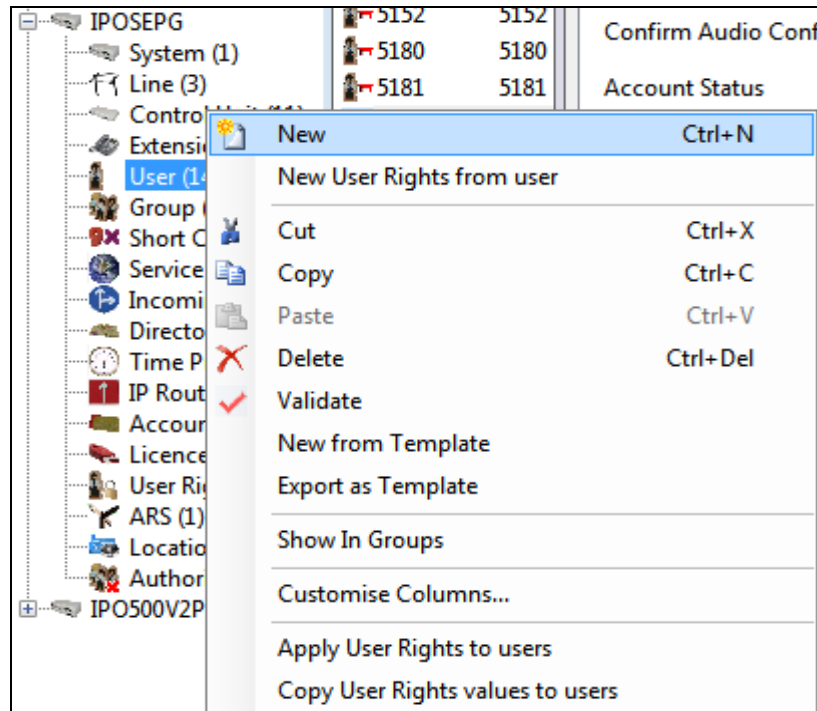 IPOSEPG
System (1)
Line (3)
Control Unit (11)
Extensi
User (14
Group (
Short C
Service
Incomi
Directo
Time P
IP Rout
Accour
Licence
User Ri
ARS (1)
Locatio
Author
IPO500V2P
5152 5152
5180 5180
5181 5181
Confirm Audio Conf
Account Status
New Ctrl+N
New User Rights from user
Cut Ctrl+X
Copy Ctrl+C
Paste Ctrl+V
Delete Ctrl+Del
Validate
New from Template
Export as Template
Show In Groups
Customise Columns...
Apply User Rights to users
Copy User Rights values to users